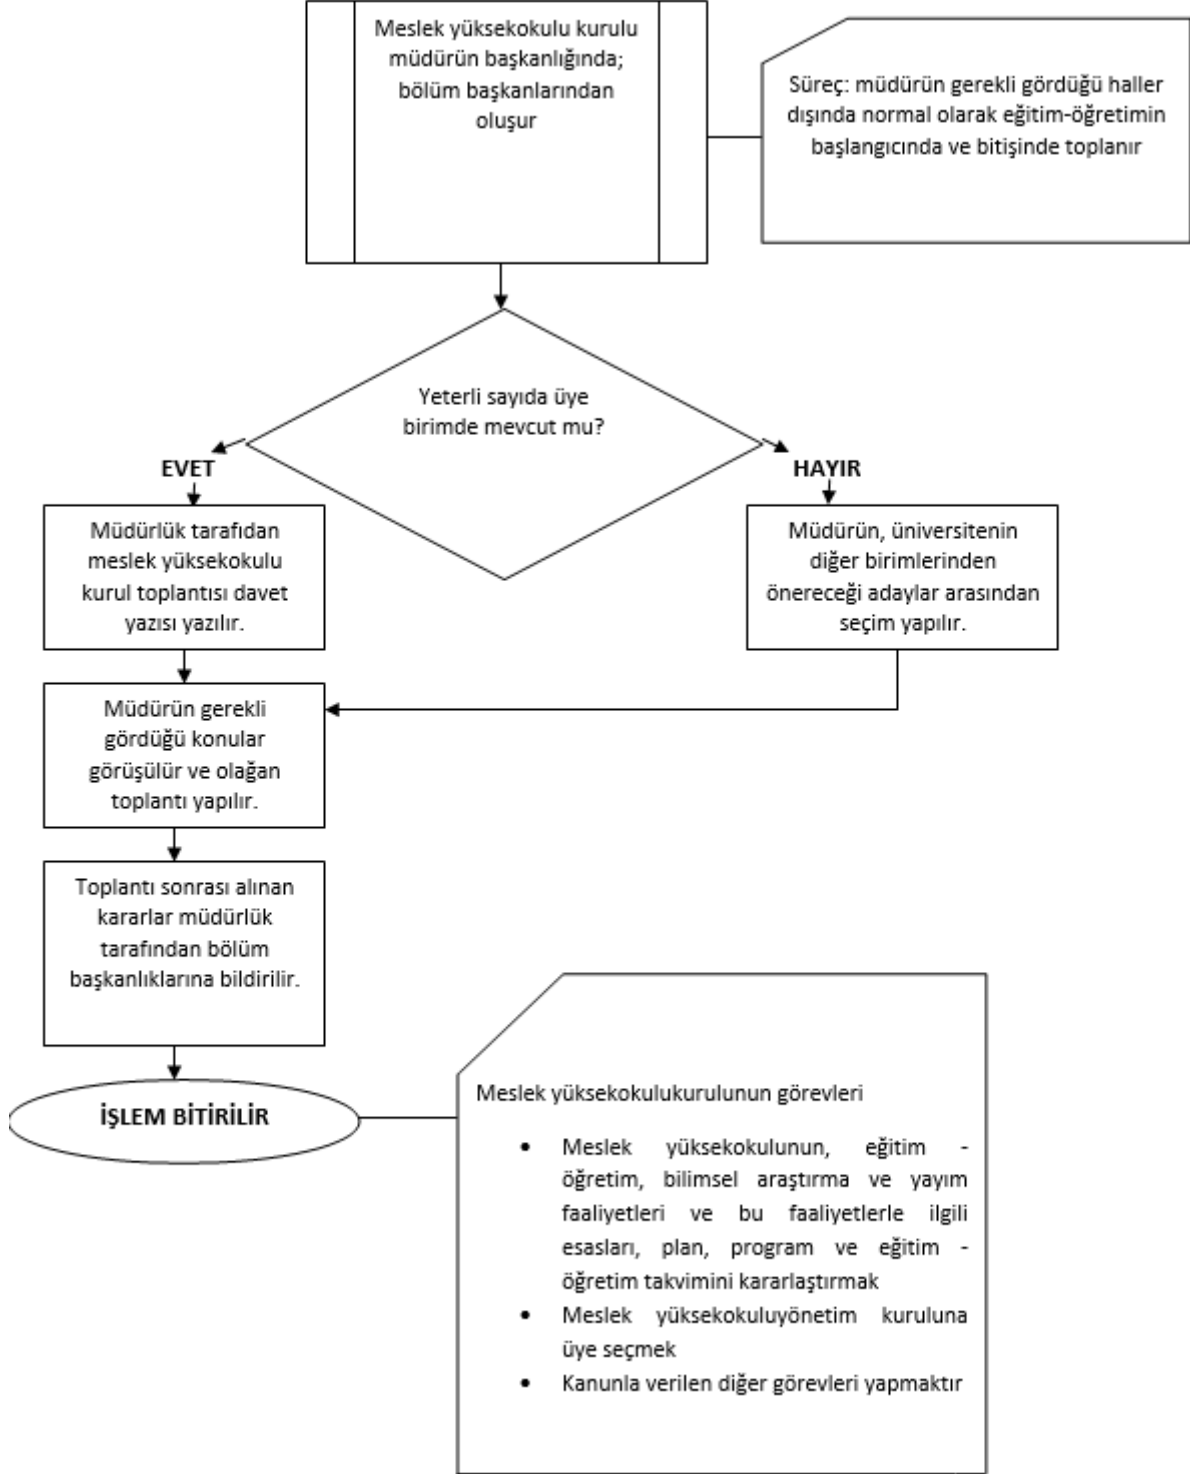 Meslek yüksekokulu kurulu
müdürün başkanlığında;
bölüm başkanlarından
oluşur
Süreç: müdürün gerekli gördüğü haller
dışında normal olarak eğitim-öğretimin
başlangıcında ve bitişinde toplanır
Yeterli sayıda üye
birimde mevcut mu?
EVET
HAYIR
Müdürlük tarafıdan
meslek yüksekokulu
kurul toplantısı davet
yazısı yazılır.
Müdürün, üniversitenin
diğer birimlerinden
önereceği adaylar arasından
seçim yapılır.
Müdürün gerekli
gördüğü konular
görüşülür ve olağan
toplantı yapılır.
Toplantı sonrası alınan
kararlar müdürlük
tarafından bölüm
başkanlıklarına bildirilir.
İŞLEM BİTİRİLİR
Meslek yüksekokulukurulunun görevleri
• Meslek yüksekokulunun, eğitim -
öğretim, bilimsel araştırma ve yayım
faaliyetleri ve bu faaliyetlerle ilgili
esasları, plan, program ve eğitim -
öğretim takvimini kararlaştırmak
• Meslek yüksekokuluyönetim kuruluna
üye seçmek
• Kanunla verilen diğer görevleri yapmaktır